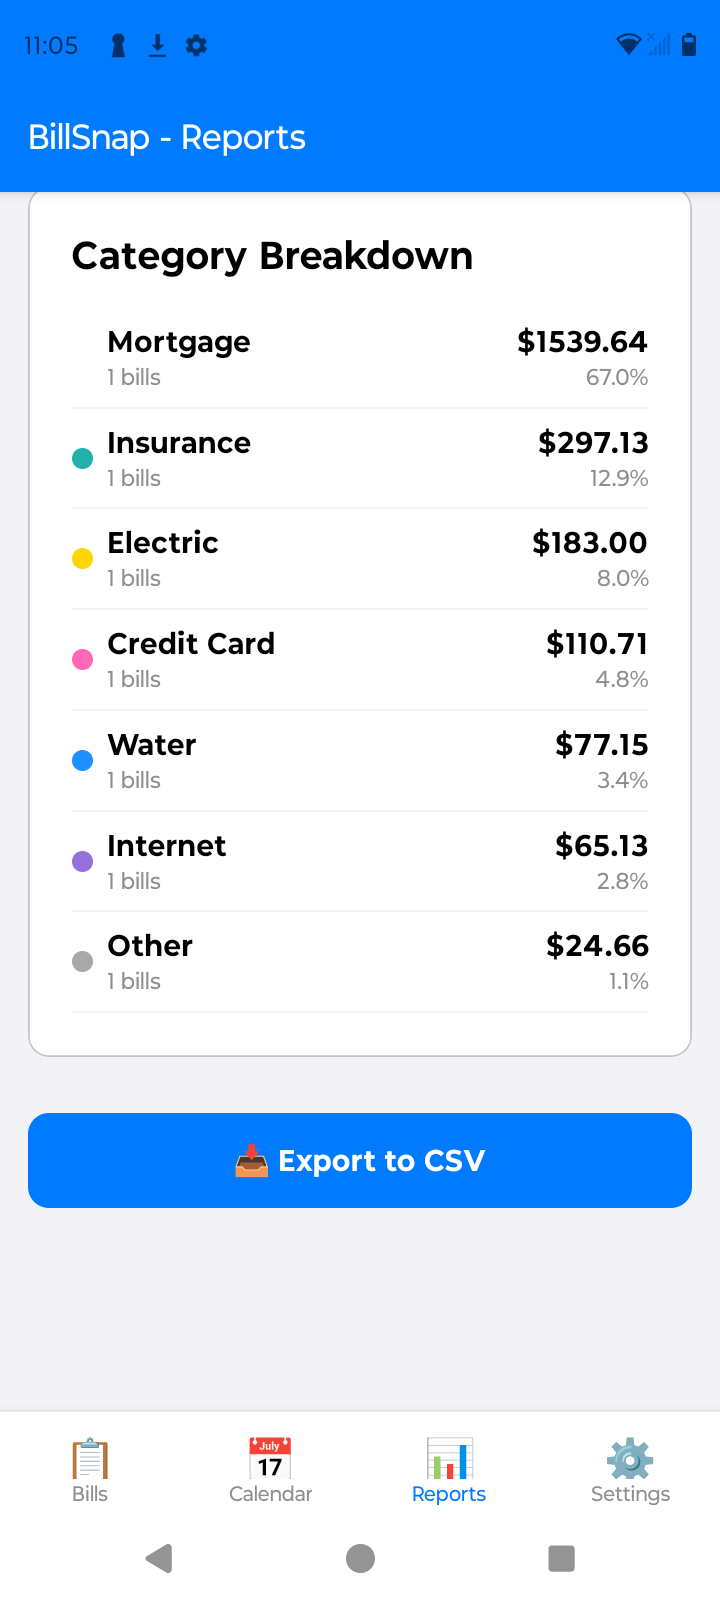 11:05
BillSnap - Reports
Category Breakdown
Mortgage $1539.64
1 bills 67.0%
Insurance $297.13
1 bills 12.9%
Electric $183.00
1 bills 8.0%
Credit Card $110.71
1 bills 4.8%
Water $77.15
1 bills 3.4%
Internet $65.13
1 bills 2.8%
Other $24.66
1 bills 1.1%
Export to CSV
July
17
Bills Calendar Reports Settings